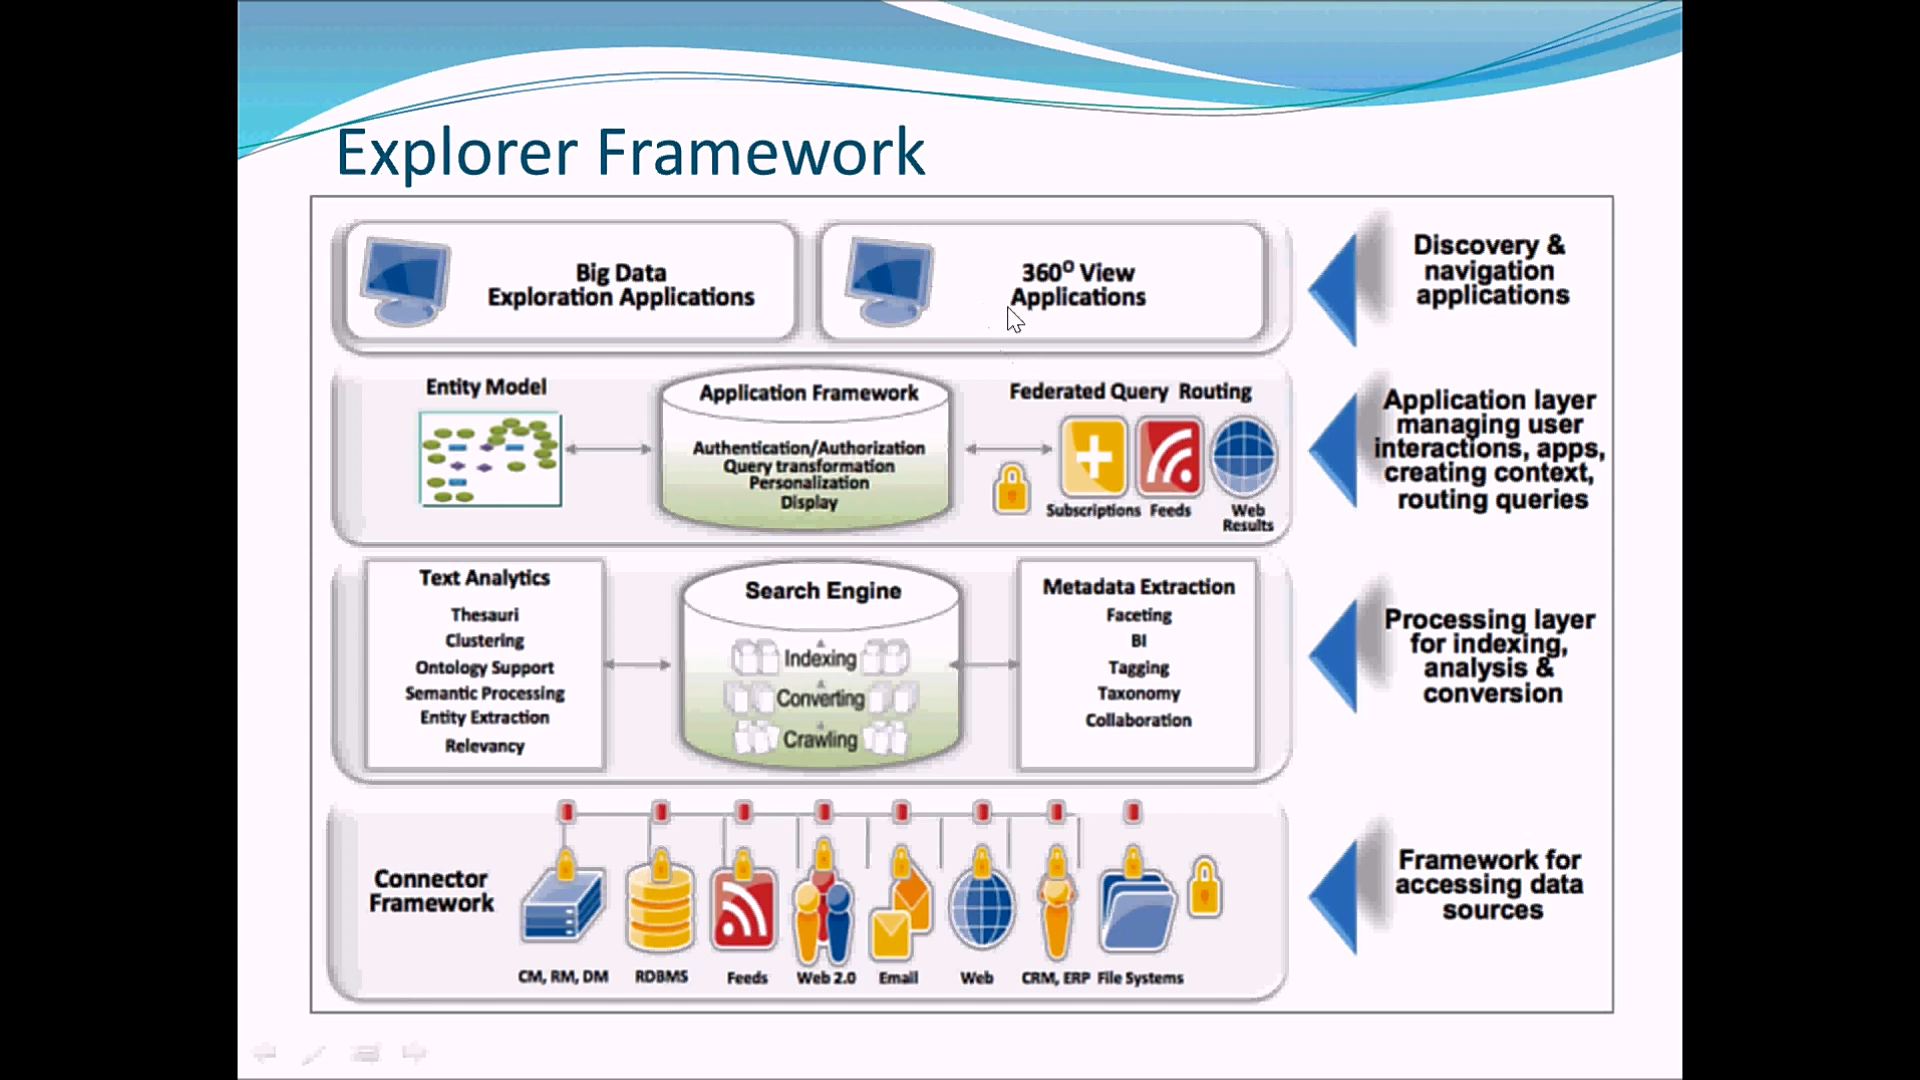 Explorer Framework
Big Data
Exploration Applications
360O View
Applications
Discovery &
navigation
applications
Entity Model
Application Framework
Authentication/Authorization
Query transformation
Personalization
Display
Federated Query Routing
Subscriptions
Feeds
Web
Results
Application layer
managing user
interactions, apps,
creating context,
routing queries
Text Analytics
Thesauri
Clustering
Ontology Support
Semantic Processing
Entity Extraction
Relevancy
Search Engine
Indexing
Converting
Crawling
Metadata Extraction
Faceting
BI
Tagging
Taxonomy
Collaboration
Processing layer
for indexing,
analysis &
conversion
Connector
Framework
CM, RM, DM
RDBMS
Feeds
Web 2.0
Email
Web
CRM, ERP
File Systems
Framework for
accessing data
sources